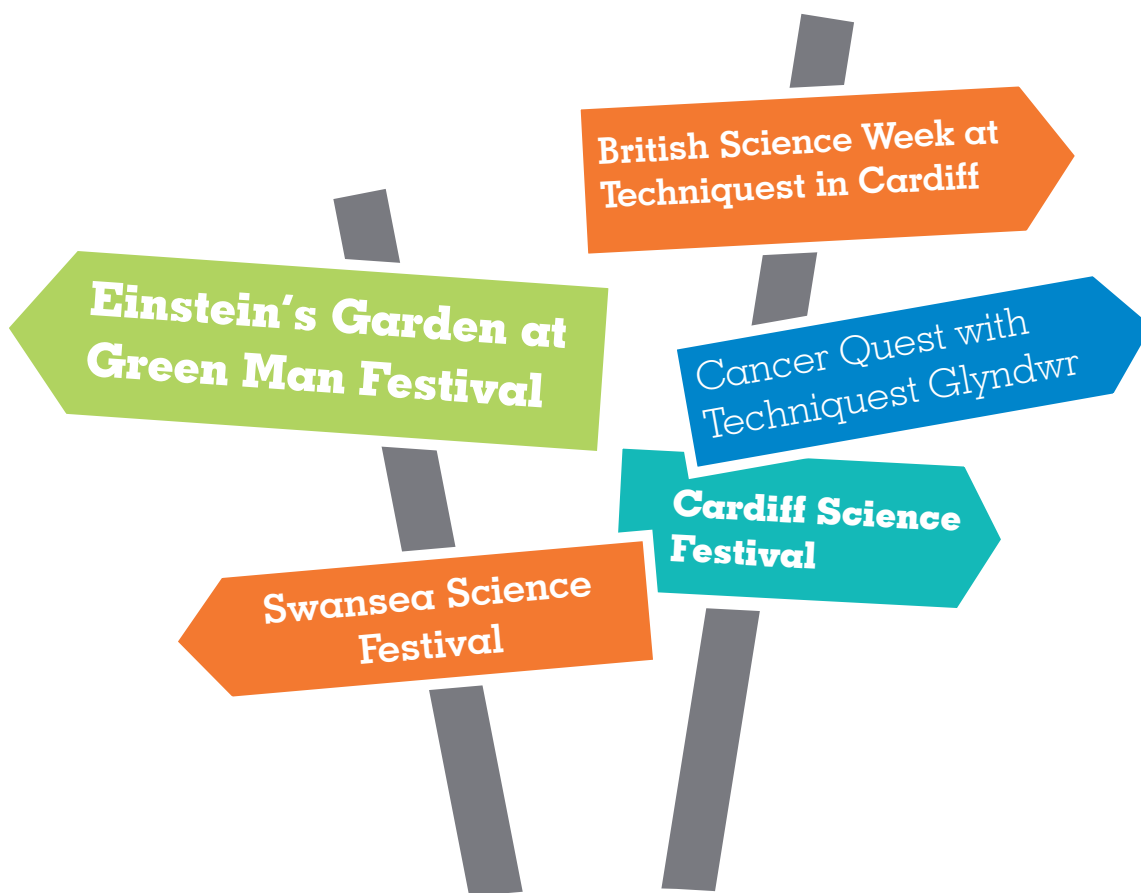 British Science Week at
Techniquest in Cardiff
Einstein's Garden at
Green Man Festival
Cancer Quest with
Techniquest Glyndwr
Cardiff Science
Festival
Swansea Science
Festival